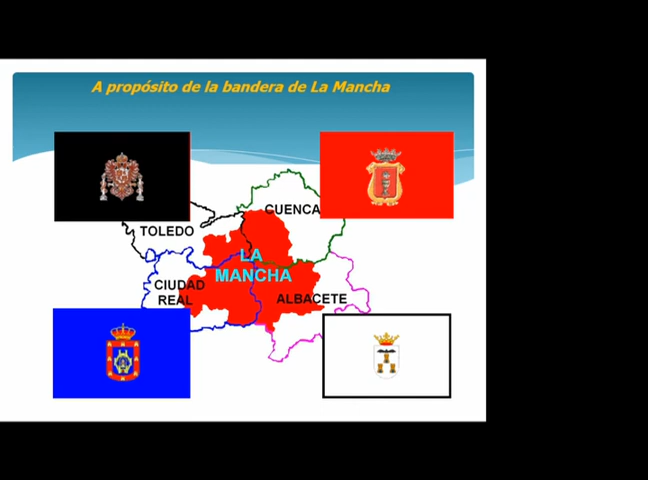 A propósito de la bandera de La Mancha
CUENCA
TOLEDO
LA
MANCHA
CIUDAD
REAL
ALBACETE